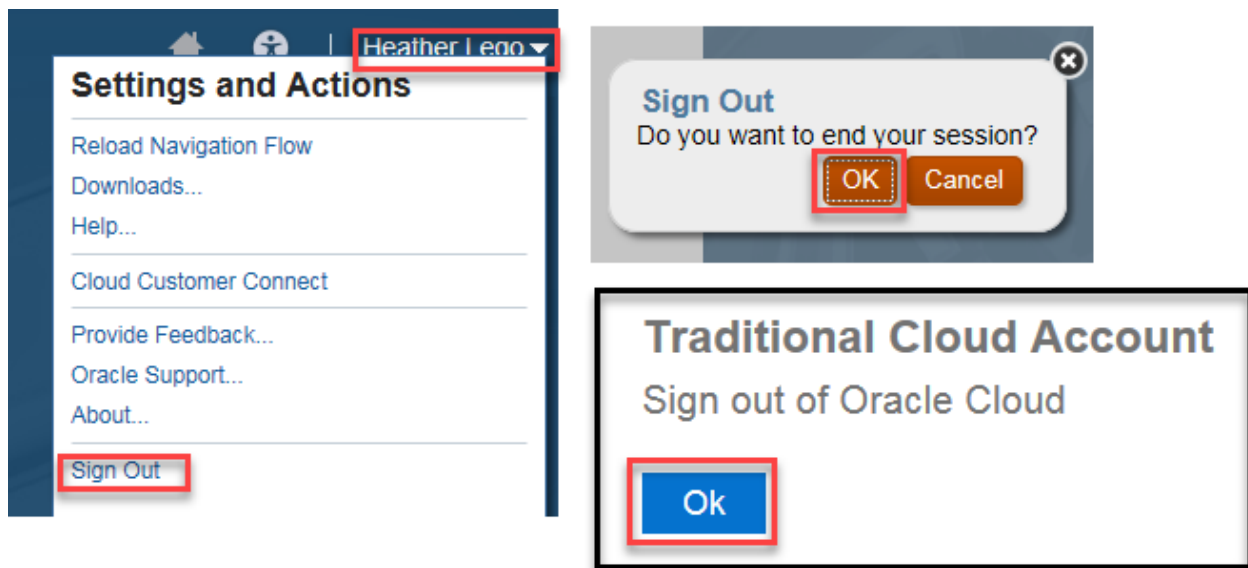 Heather Lego
Settings and Actions
Reload Navigation Flow
Downloads...
Help...
Cloud Customer Connect
Provide Feedback...
Oracle Support...
About...
Sign Out
Sign Out
Do you want to end your session?
OK Cancel
Traditional Cloud Account
Sign out of Oracle Cloud
Ok